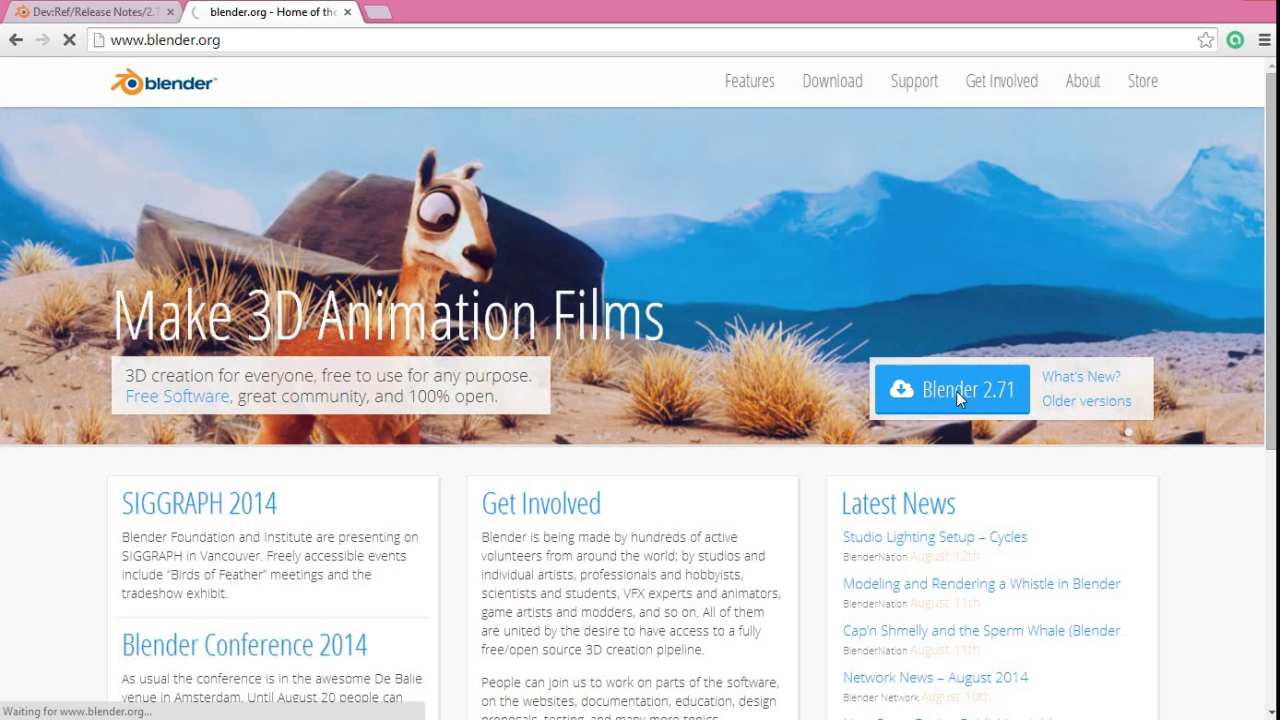 Dev:Ref/Release Notes/2.7
blender.org - Home of the
www.blender.org
blender
Features Download Support Get Involved About Store
Make 3D Animation Films
3D creation for everyone, free to use for any purpose.
Free Software, great community, and 100% open.
Blender 2.71
What's New?
Older versions
SIGGRAPH 2014
Blender Foundation and Institute are presenting on
SIGGRAPH in Vancouver. Freely accessible events
include “Birds of Feather” meetings and the
tradeshow exhibit.
Blender Conference 2014
As usual the conference is in the awesome De Balie
venue in Amsterdam. Until August 20 people can
Get Involved
Blender is being made by hundreds of active
volunteers from around the world; by studios and
individual artists, professionals and hobbyists,
scientists and students, VFX experts and animators,
game artists and modders, and so on. All of them
are united by the desire to have access to a fully
free/open source 3D creation pipeline.
People can join us to work on parts of the software,
on the websites, documentation, education, design
proposals, testing, and many more topics.
Latest News
Studio Lighting Setup – Cycles
BlenderNation August 12th
Modeling and Rendering a Whistle in Blender
BlenderNation August 11th
Cap'n Shmelly and the Sperm Whale (Blender
BlenderNation August 11th
Network News – August 2014
Blender Network August 10th
Waiting for www.blender.org...